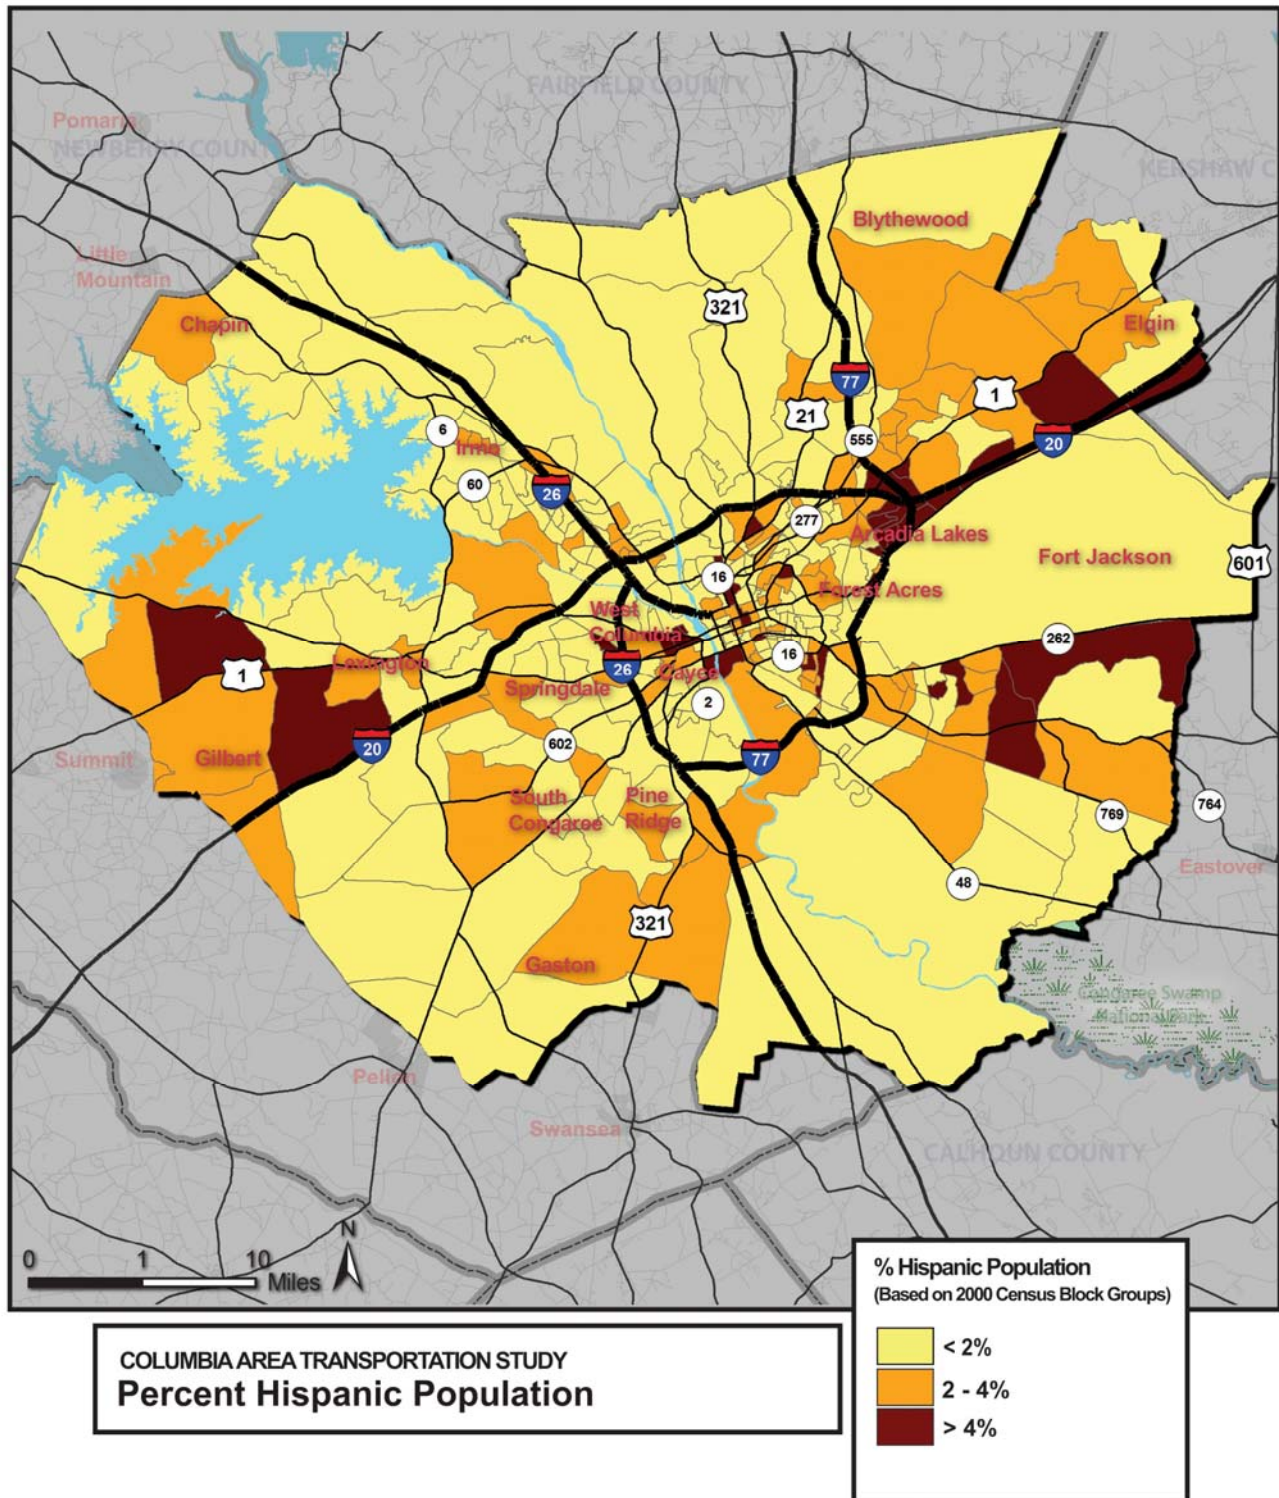 FAIRFIELD COUNTY
Pomaria
NEWBERRY COUNTY
KERSHAW C
Blythewood
Little
Mountain
321
Chapin
Elgin
77
1
21
6
555
20
Irmo
60
26
277
Arcadia Lakes
Fort Jackson
601
16
Forest Acres
West
Columbia
262
16
Lexington
26
Cayce
1
Springdale
2
602
20
Summit
Gilbert
77
South
Congaree
Pine
Ridge
764
769
Eastover
48
321
Gaston
Congaree Swamp
National Park
Pelion
Swansea
CALHOUN COUNTY
N
0 1 10
Miles
% Hispanic Population
(Based on 2000 Census Block Groups)
< 2%
2 - 4%
> 4%
COLUMBIA AREA TRANSPORTATION STUDY
Percent Hispanic Population